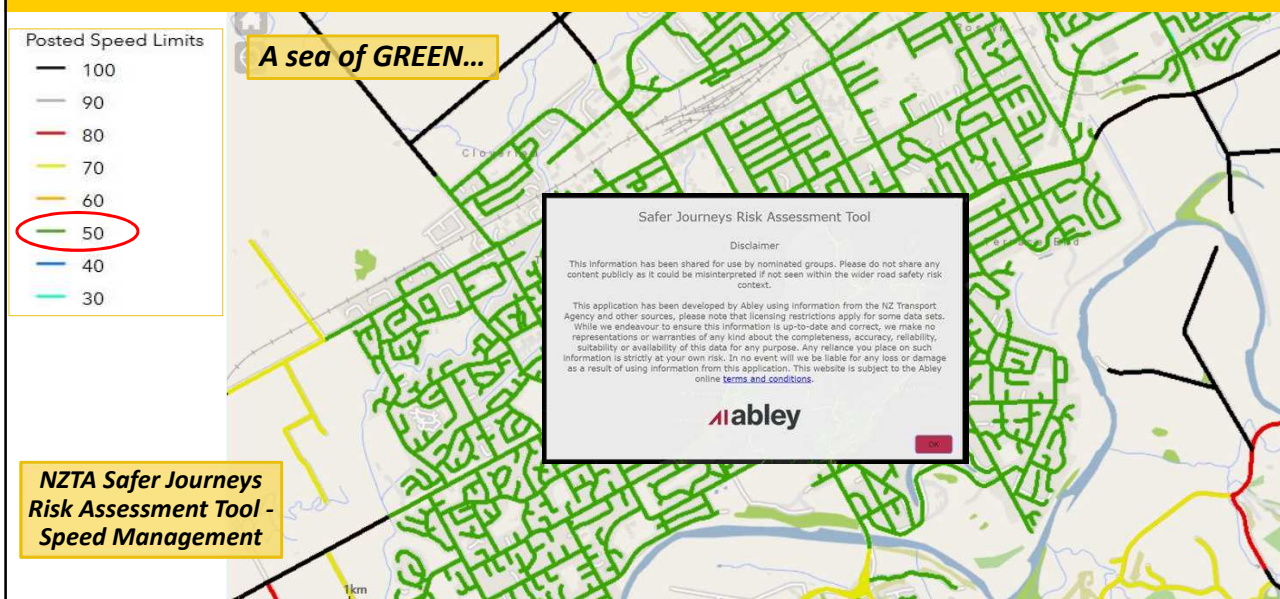 Posted Speed Limits
100
90
80
70
60
50
40
30
A sea of GREEN...
Roslyn
Safer Journeys Risk Assessment Tool
Disclaimer
This information has been shared for use by nominated groups. Please do not share any
content publicly as it could be misinterpreted if not seen within the wider road safety risk
context.
This application has been developed by Abley using information from the NZ Transport
Agency and other sources, please note that licensing restrictions apply for some data sets.
While we endeavour to ensure this information is up-to-date and correct, we make no
representations or warranties of any kind about the completeness, accuracy, reliability,
suitability or availability of this data for any purpose. Any reliance you place on such
information is strictly at your own risk. In no event will we be liable for any loss or damage
as a result of using information from this application. This website is subject to the Abley
online terms and conditions.
abley
OK
NZTA Safer Journeys
Risk Assessment Tool -
Speed Management
1km